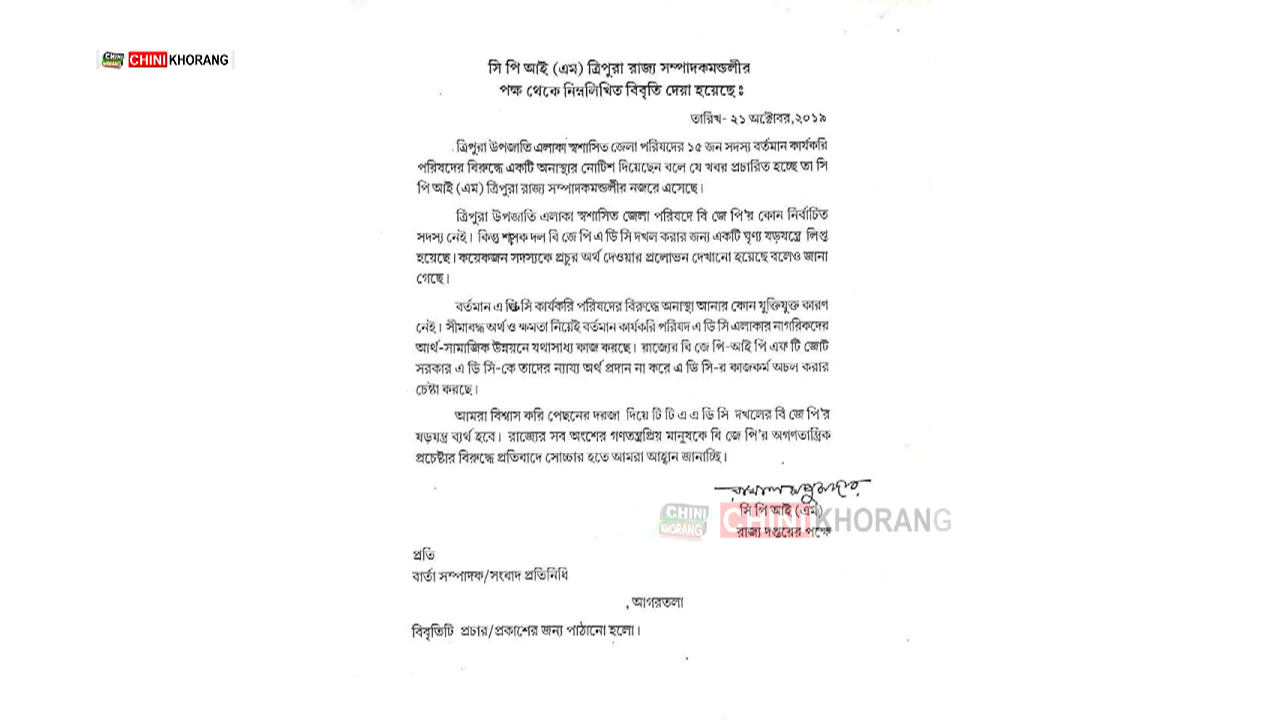 CHINI KHORANG
সি পি আই (এম) ত্রিপুরা রাজ্য সম্পাদকমন্ডলীর
পক্ষ থেকে নিম্নলিখিত বিবৃতি দেয়া হয়েছে ঃ
তারিখ- ২১ অক্টোবর,২০১৯
ত্রিপুরা উপজাতি এলাকা স্বশাসিত জেলা পরিষদের ১৫ জন সদস্য বর্তমান কার্যকরি
পরিষদের বিরুদ্ধে একটি অনাস্থার নোটিশ দিয়েছেন বলে যে খবর প্রচারিত হচ্ছে তা সি
পি আই (এম) ত্রিপুরা রাজ্য সম্পাদকমন্ডলীর নজরে এসেছে।
ত্রিপুরা উপজাতি এলাকা স্বশাসিত জেলা পরিষদে বি জে পি'র কোন নির্বাচিত
সদস্য নেই। কিন্তু শাসক দল বি জে পি এ ডি সি দখল করার জন্য একটি ঘৃণ্য ষড়যন্ত্রে লিপ্ত
হয়েছে। কয়েকজন সদস্যকে প্রচুর অর্থ দেওয়ার প্রলোভন দেখানো হয়েছে বলেও জানা
গেছে।
বর্তমান এ ডি সি কার্যকরি পরিষদের বিরুদ্ধে অনাস্থা আনার কোন যুক্তিযুক্ত কারণ
নেই। সীমাবদ্ধ অর্থ ও ক্ষমতা নিয়েই বর্তমান কার্যকরি পরিষদ এ ডি সি এলাকার নাগরিকদের
আর্থ-সামাজিক উন্নয়নে যথাসাধ্য কাজ করছে। রাজ্যের বি জে পি-আই পি এফ টি জোট
সরকার এ ডি সি-কে তাদের ন্যায্য অর্থ প্রদান না করে এ ডি সি-র কাজকর্ম অচল করার
চেষ্টা করছে।
আমরা বিশ্বাস করি পেছনের দরজা দিয়ে টি টি এ এ ডি সি দখলের বি জে পি'র
ষড়যন্ত্র ব্যর্থ হবে। রাজ্যের সব অংশের গণতন্ত্রপ্রিয় মানুষকে বি জে পি'র অগণতান্ত্রিক
প্রচেষ্টার বিরুদ্ধে প্রতিবাদে সোচ্চার হতে আমরা আহ্বান জানাচ্ছি।
রাখাল মজুমদার
সি পি আই (এম)
CHINI KHORANG CHINI KHORANG
রাজ্য দপ্তরের পক্ষে
প্রতি
বার্তা সম্পাদক/সংবাদ প্রতিনিধি
, আগরতলা
বিবৃতিটি প্রচার/প্রকাশের জন্য পাঠানো হলো।